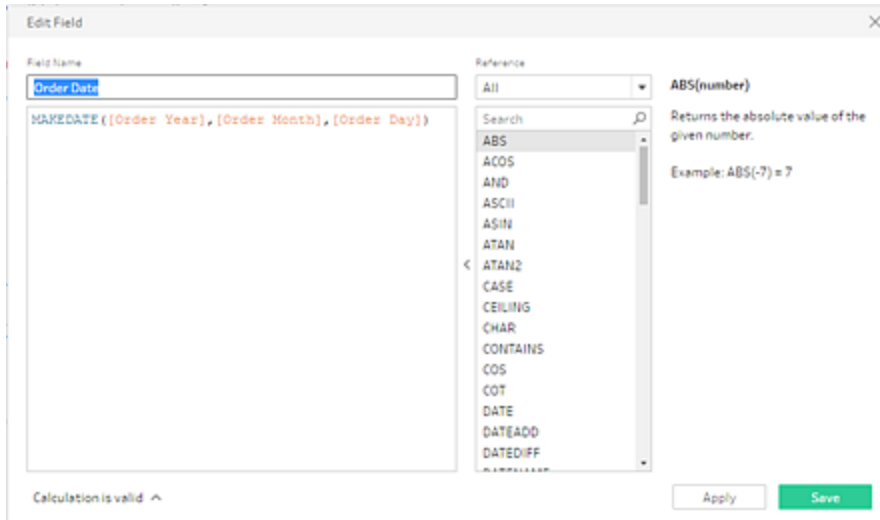 Edit Field
Field Name
Order Date
MAKEDATE([Order Year],[Order Month],[Order Day])
Reference
All
Search
ABS
ACOS
AND
ASCII
ASIN
ATAN
ATAN2
CASE
CEILING
CHAR
CONTAINS
COS
COT
DATE
DATEADD
DATEDIFF
DATENAME
ABS(number)
Returns the absolute value of the
given number.
Example: ABS(-7) = 7
Calculation is valid
Apply
Save